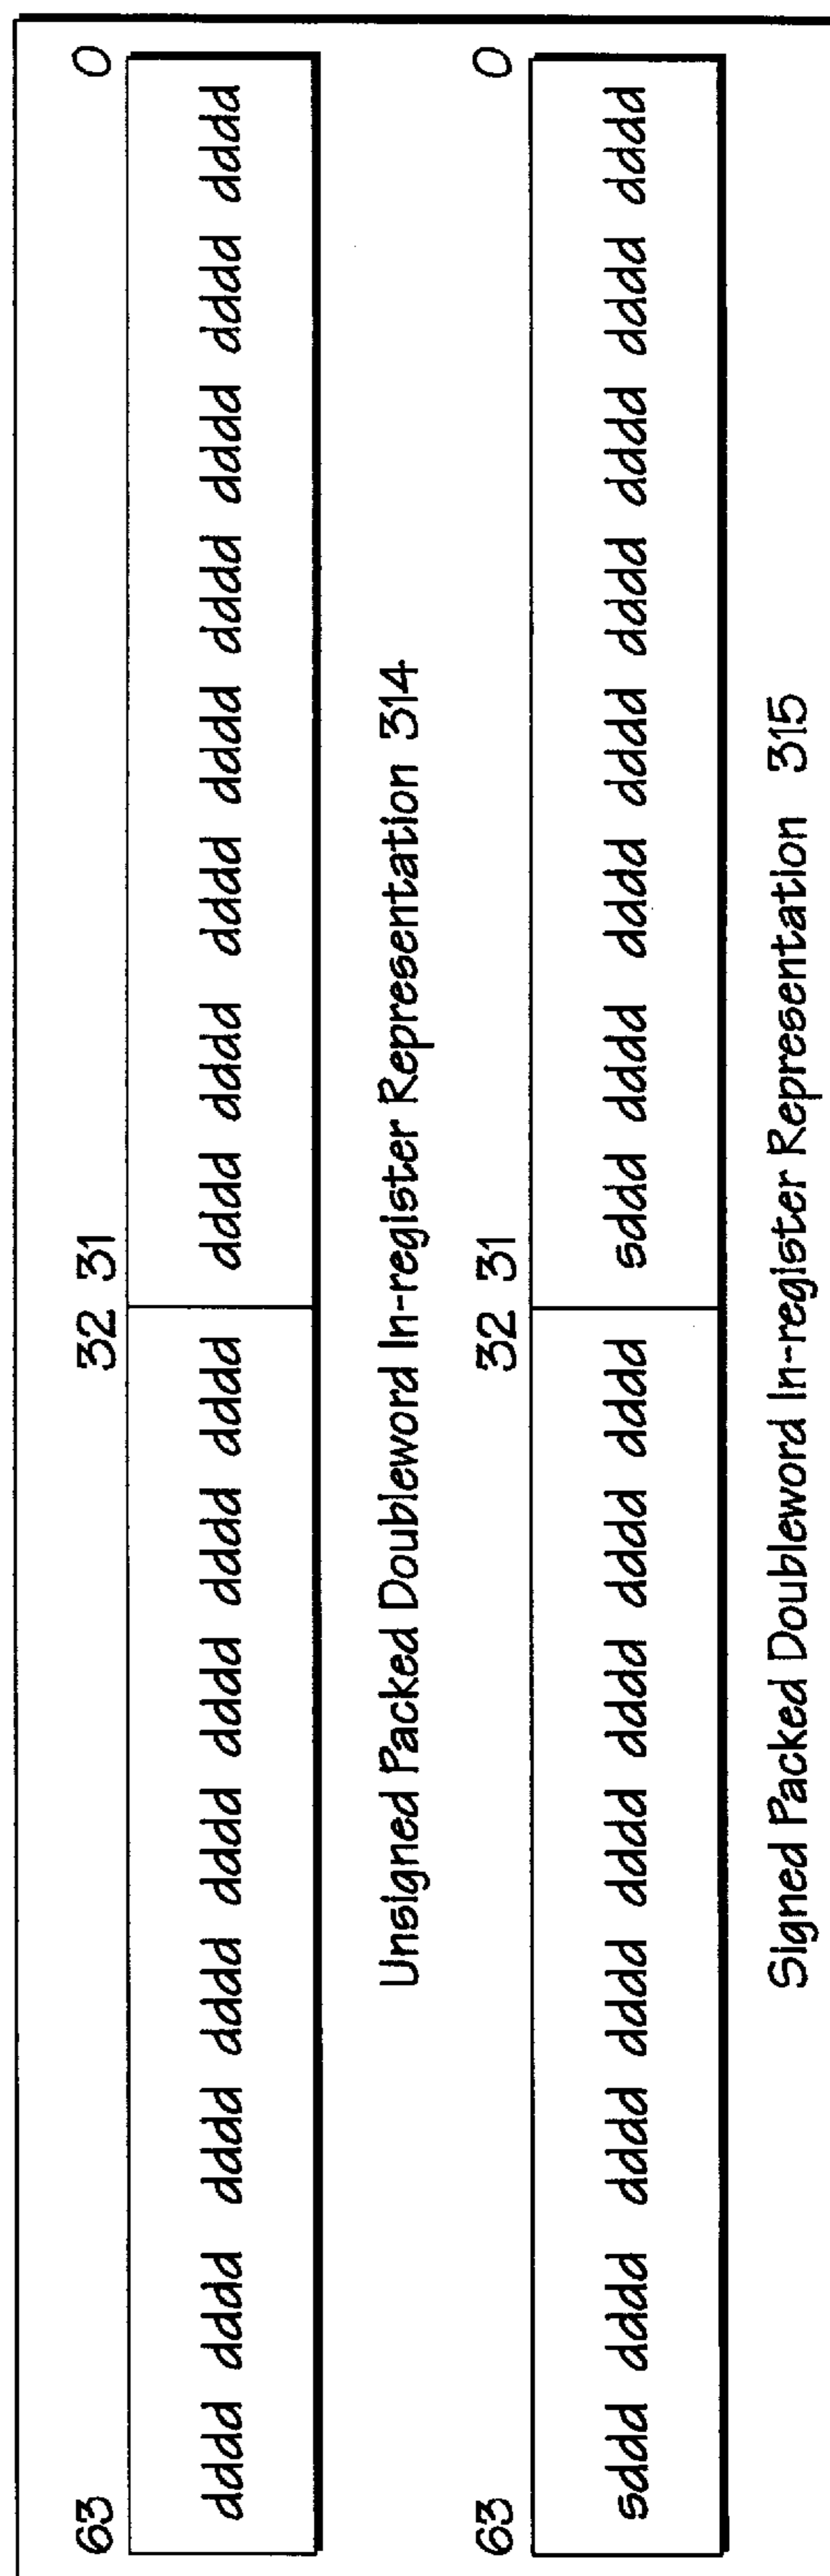 63 32 31 0
dddd dddd dddd dddd dddd dddd dddd dddd dddd dddd dddd dddd dddd dddd dddd dddd
Unsigned Packed Doubleword In-register Representation 314
63 32 31 0
sddd dddd dddd dddd dddd dddd dddd dddd sddd dddd dddd dddd dddd dddd dddd dddd
Signed Packed Doubleword In-register Representation 315